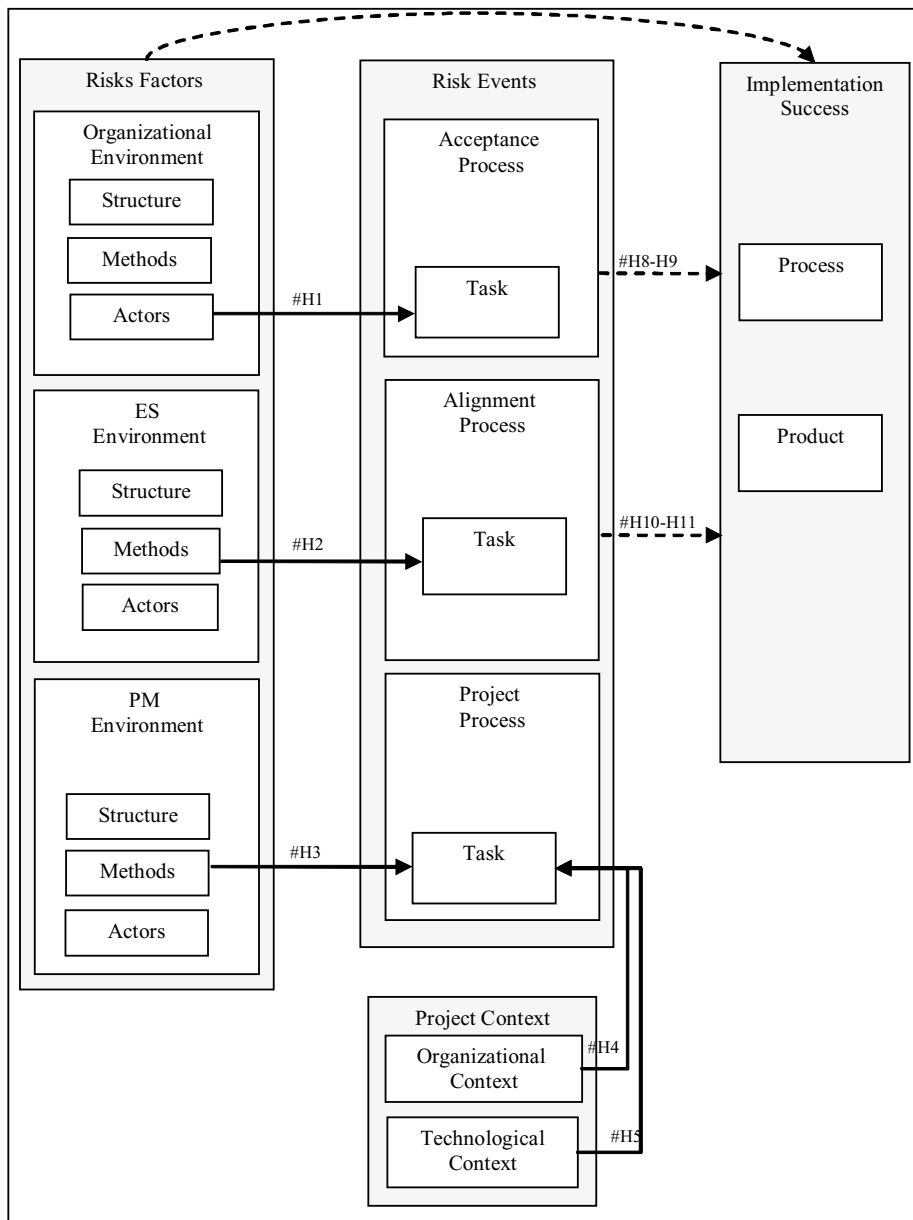 Risks Factors
Organizational
Environment
Structure
Methods
Actors
ES
Environment
Structure
Methods
Actors
PM
Environment
Structure
Methods
Actors
#H1
#H2
#H3
Risk Events
Acceptance
Process
Task
Alignment
Process
Task
Project
Process
Task
#H8-H9
#H10-H11
Implementation
Success
Process
Product
Project Context
Organizational
Context
#H4
Technological
Context
#H5